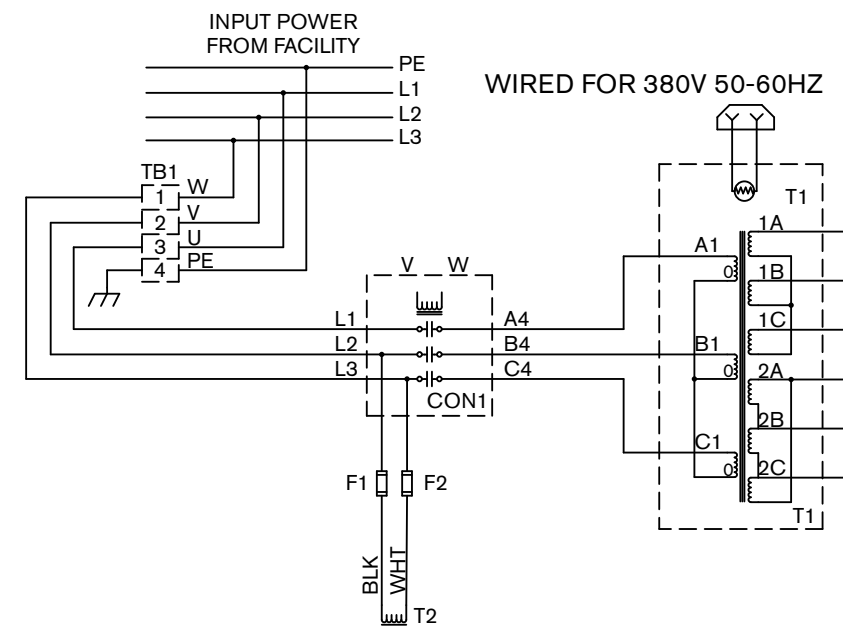 INPUT POWER
FROM FACILITY
PE
L1
L2
L3
WIRED FOR 380V 50-60HZ
TB1
1 W
2 V
3 U
4 PE
V W
L1 A4
L2 B4
L3 C4
CON1
F1 F2
BLK WHT
T2
T1
A1
0
B1
0
C1
0
1A
1B
1C
2A
2B
2C
T1